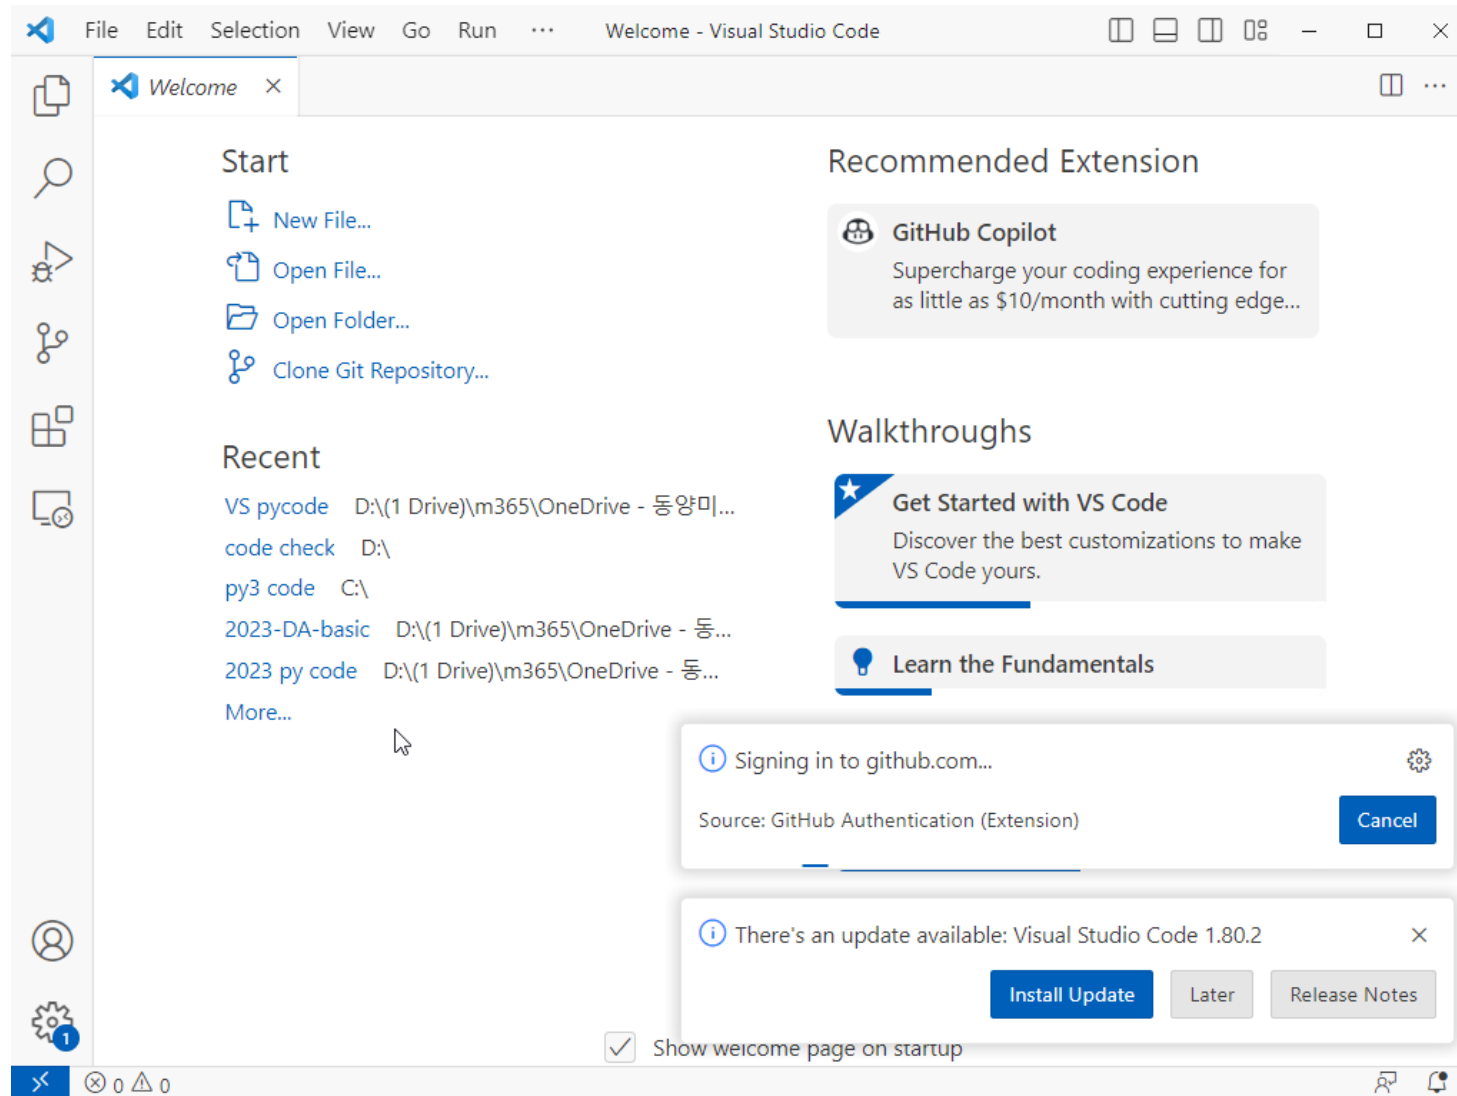 File Edit Selection View Go Run ··· Welcome - Visual Studio Code
Welcome
Start
New File...
Open File...
Open Folder...
Clone Git Repository...
Recent
VS pycode D:\(1 Drive)\m365\OneDrive - 동양미...
code check D:\
py3 code C:\
2023-DA-basic D:\(1 Drive)\m365\OneDrive - 동...
2023 py code D:\(1 Drive)\m365\OneDrive - 동...
More...
Recommended Extension
GitHub Copilot
Supercharge your coding experience for
as little as $10/month with cutting edge...
Walkthroughs
Get Started with VS Code
Discover the best customizations to make
VS Code yours.
Learn the Fundamentals
Signing in to github.com...
Source: GitHub Authentication (Extension)
Cancel
There's an update available: Visual Studio Code 1.80.2
Install Update Later Release Notes
Show welcome page on startup
1
0 0